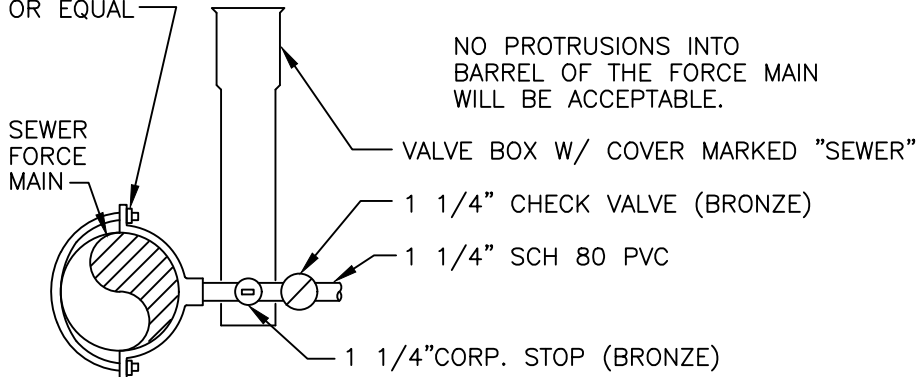 OR EQUAL
NO PROTRUSIONS INTO
BARREL OF THE FORCE MAIN
WILL BE ACCEPTABLE.
SEWER
FORCE
MAIN
VALVE BOX W/ COVER MARKED "SEWER"
1 1/4" CHECK VALVE (BRONZE)
1 1/4" SCH 80 PVC
1 1/4"CORP. STOP (BRONZE)